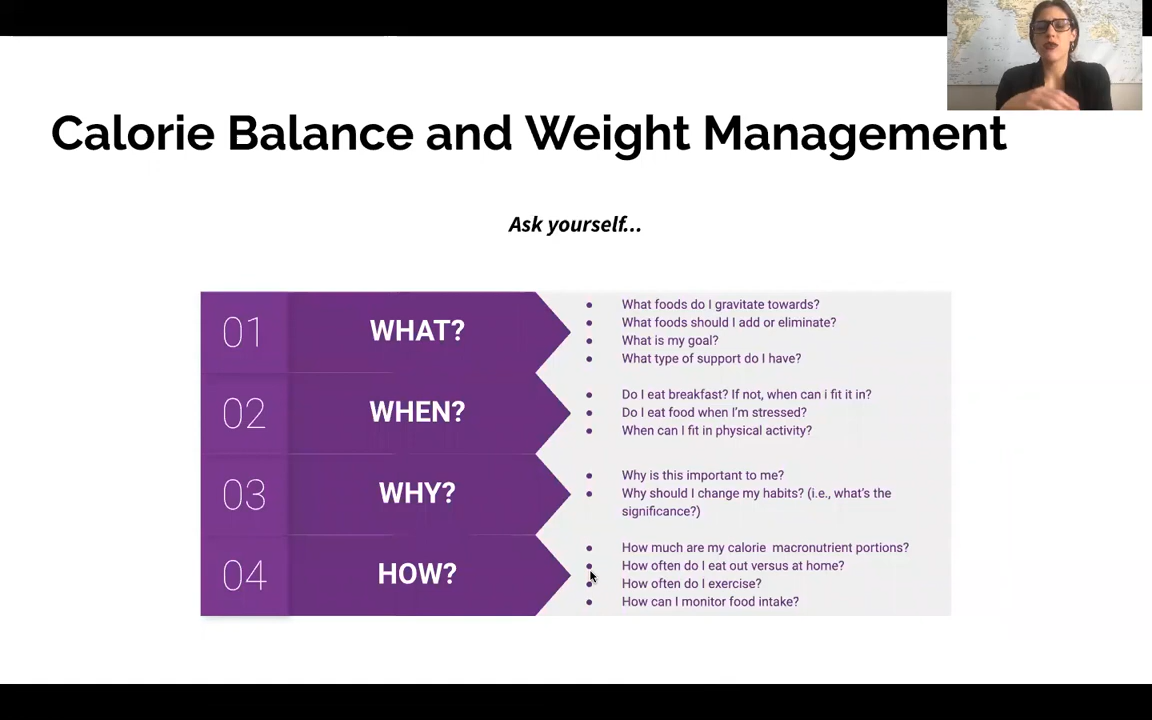 Calorie Balance and Weight Management
Ask yourself...
01
WHAT?
What foods do I gravitate towards?
What foods should I add or eliminate?
What is my goal?
What type of support do I have?
02
WHEN?
Do I eat breakfast? If not, when can i fit it in?
Do I eat food when I'm stressed?
When can I fit in physical activity?
03
WHY?
Why is this important to me?
Why should I change my habits? (i.e., what's the
significance?)
04
HOW?
How much are my calorie  macronutrient portions?
How often do I eat out versus at home?
How often do I exercise?
How can I monitor food intake?